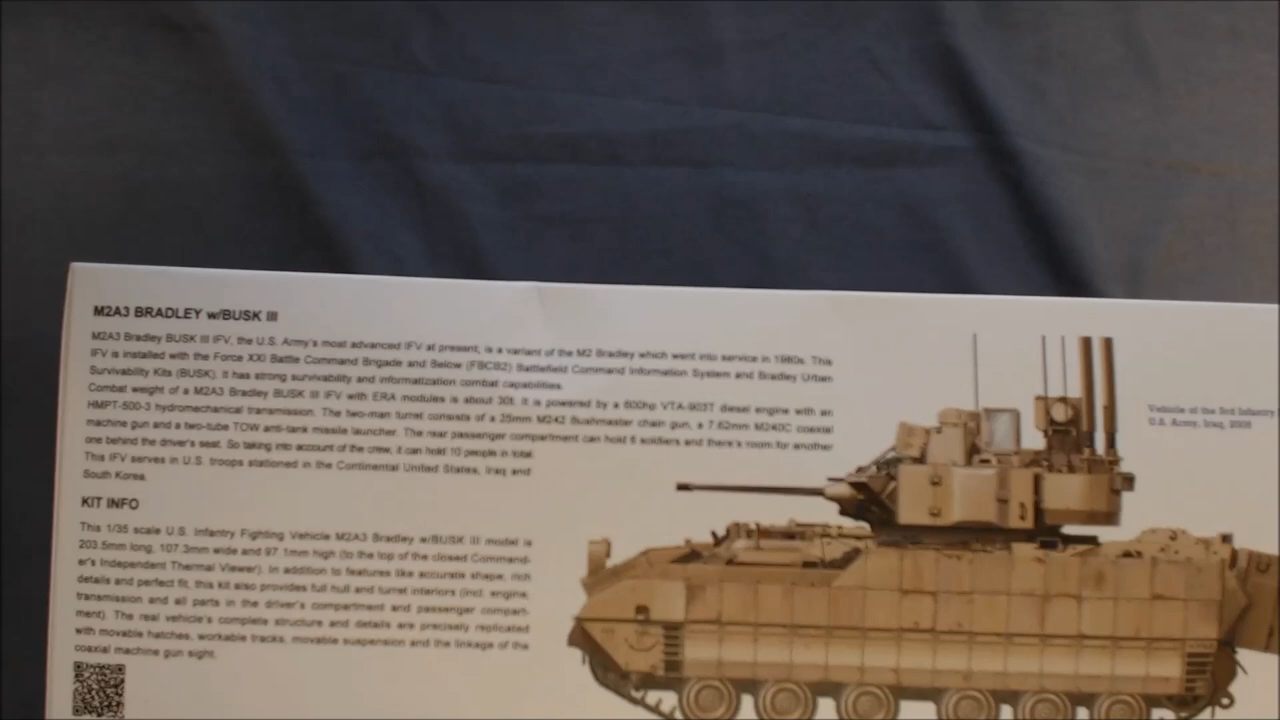 M2A3 BRADLEY w/BUSK III
M2A3 Bradley BUSK III IFV, the U.S. Army's most advanced IFV at present, is a variant of the M2 Bradley which went into service in 1980s. This
IFV is installed with the Force XXI Battle Command Brigade and Below (FBCB2) Battlefield Command Information System and Bradley Urban
Survivability Kits (BUSK). It has strong survivability and informatization combat capabilities.
Combat weight of a M2A3 Bradley BUSK III IFV with ERA modules is about 30t. It is powered by a 600hp VTA-903T diesel engine with an
HMPT-500-3 hydromechanical transmission. The two-man turret consists of a 25mm M242 Bushmaster chain gun, a 7.62mm M240C coaxial
machine gun and a two-tube TOW anti-tank missile launcher. The rear passenger compartment can hold 6 soldiers and there's room for another
one behind the driver's seat. So taking into account of the crew, it can hold 10 people in total.
This IFV serves in U.S. troops stationed in the Continental United States, Iraq and
South Korea.
Vehicle of the 3rd Infantry
U.S. Army, Iraq,
KIT INFO
This 1/35 scale U.S. Infantry Fighting Vehicle M2A3 Bradley w/BUSK III model is
203.5mm long, 107.3mm wide and 97.1mm high (to the top of the closed Command-
er's Independent Thermal Viewer). In addition to features like accurate shape, rich
details and perfect fit, this kit also provides full hull and turret interiors (incl. engine,
transmission and all parts in the driver's compartment and passenger compart-
ment). The real vehicle's complete structure and details are precisely replicated
with movable hatches, workable tracks, movable suspension and the linkage of the
coaxial machine gun sight.